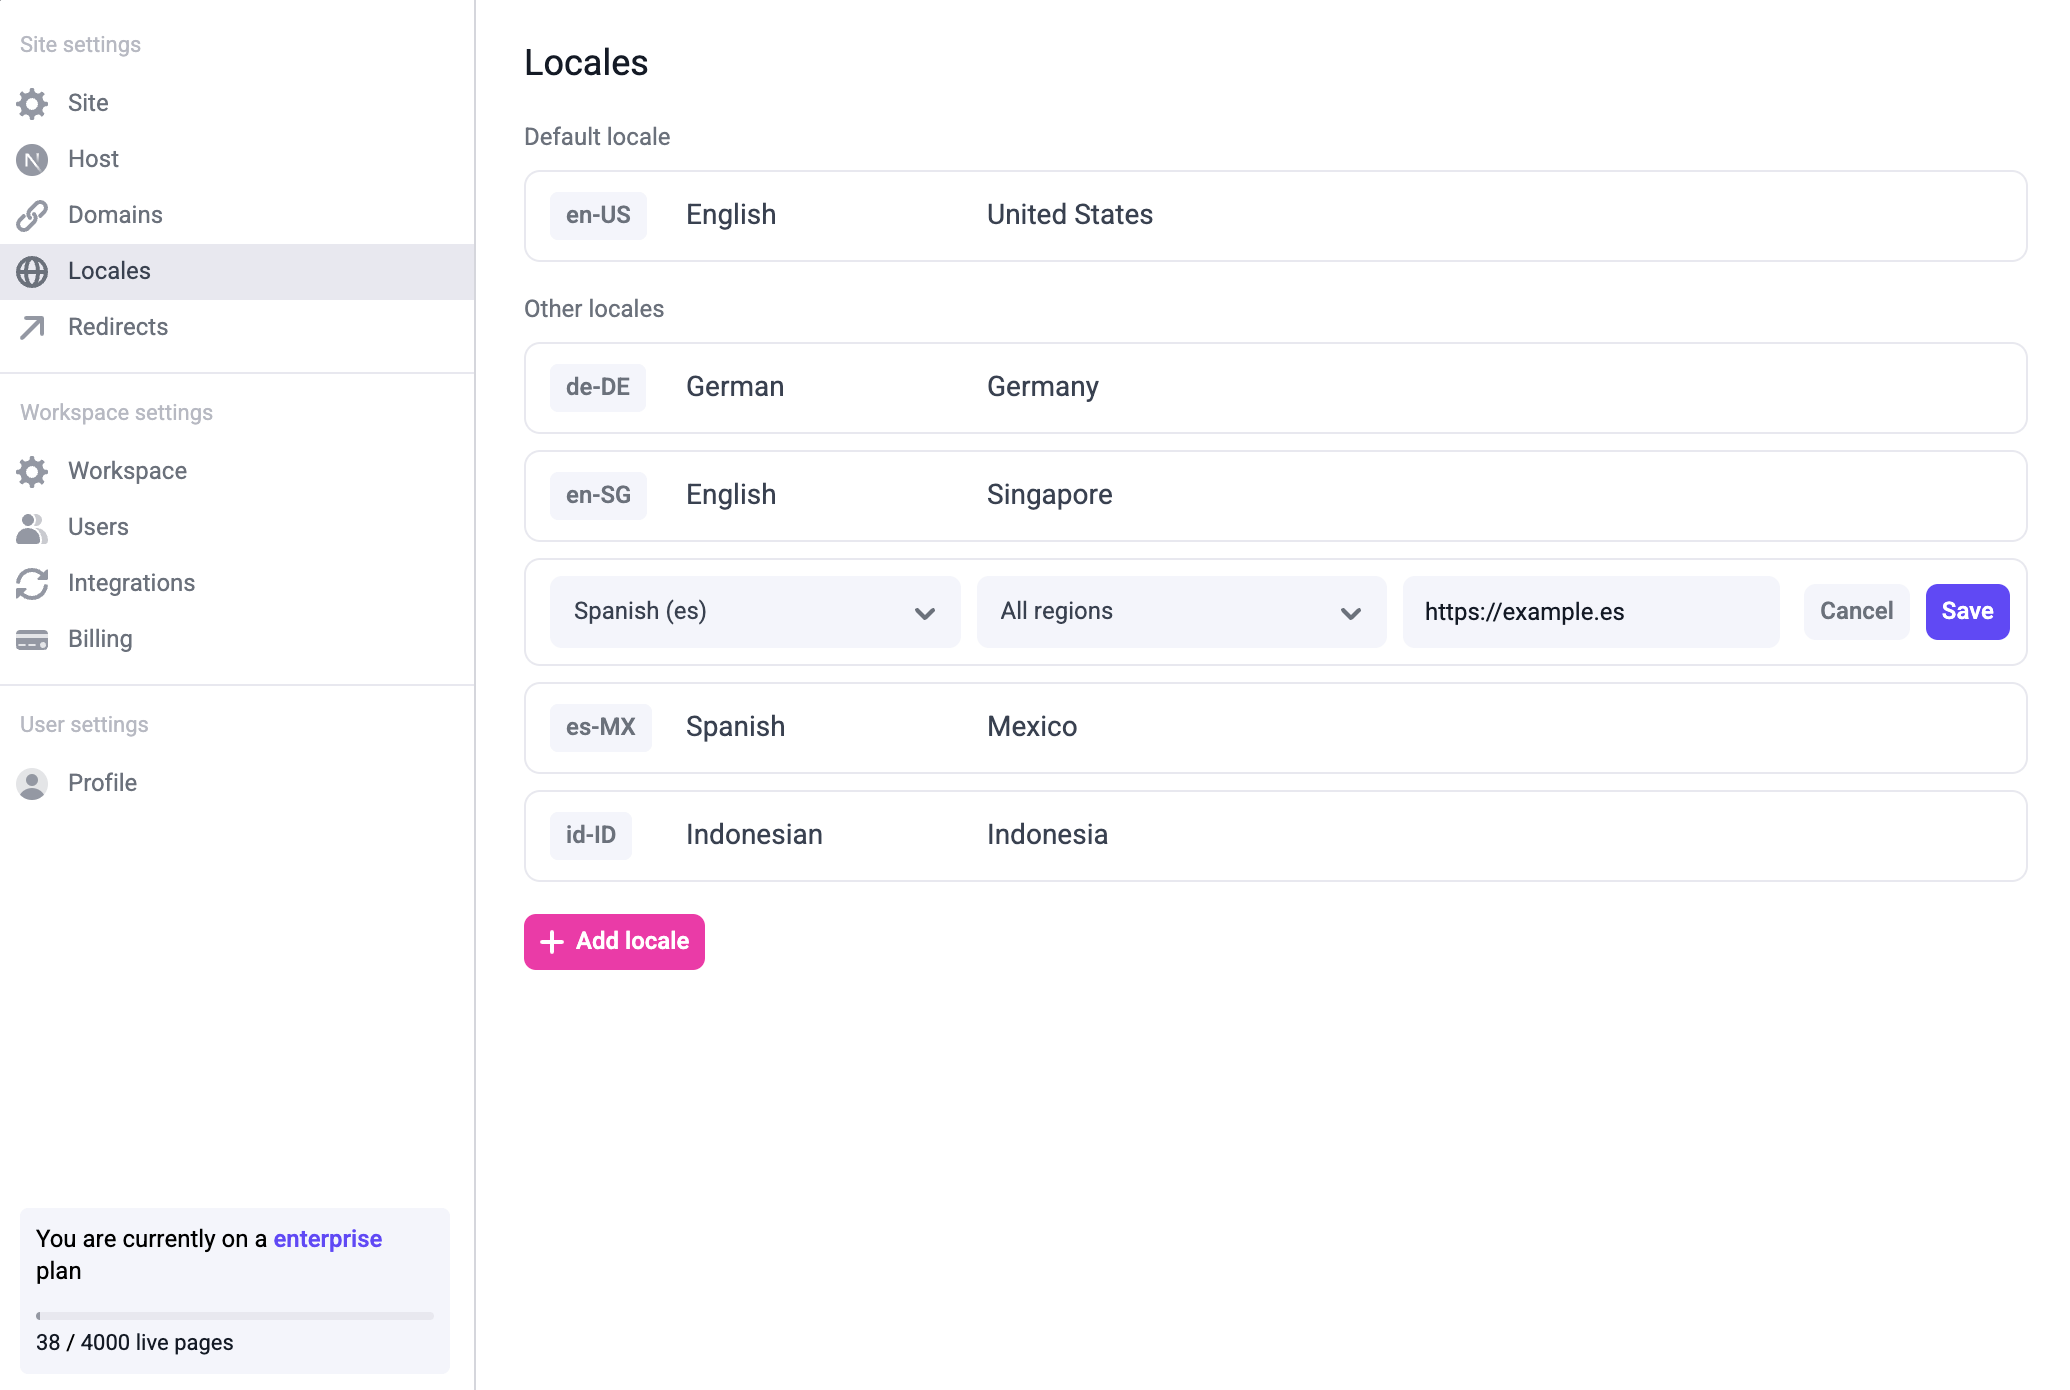 Site settings
Site
Host
Domains
Locales
Redirects
Workspace settings
Workspace
Users
Integrations
Billing
User settings
Profile
You are currently on a enterprise
plan
38 / 4000 live pages
Locales
Default locale
en-US English United States
Other locales
de-DE German Germany
en-SG English Singapore
Spanish (es) All regions https://example.es Cancel Save
es-MX Spanish Mexico
id-ID Indonesian Indonesia
Add locale